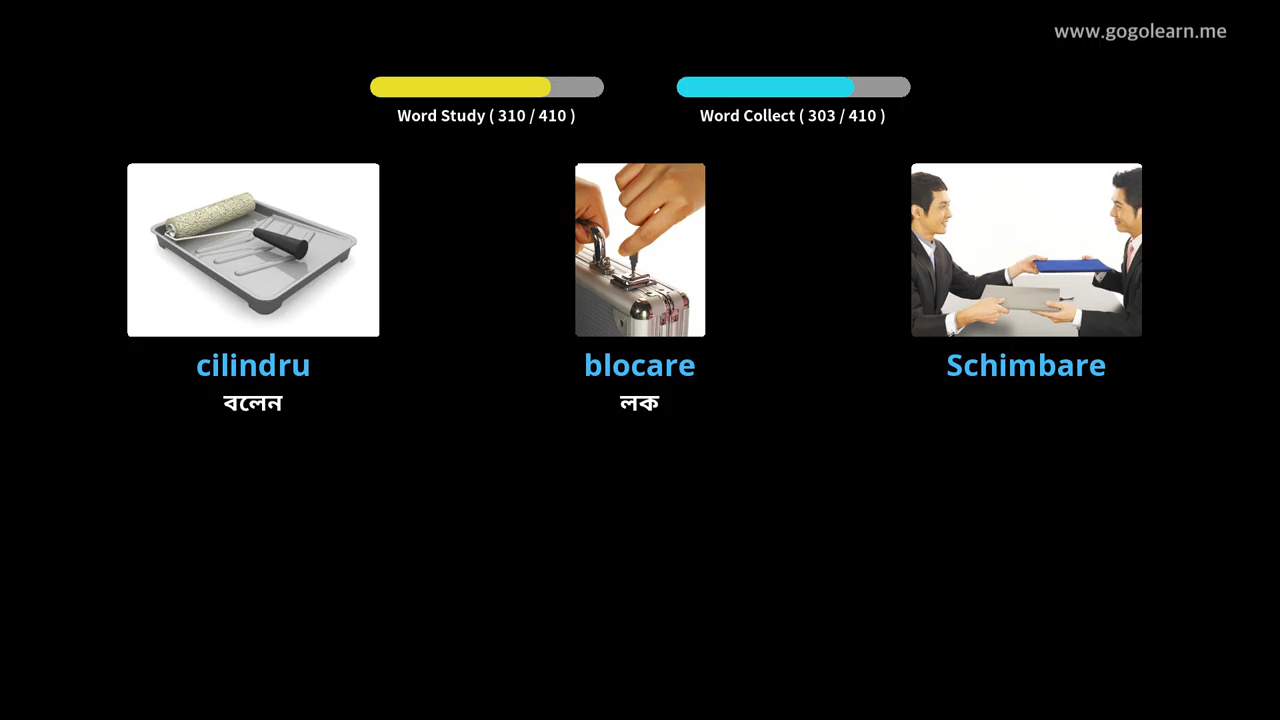 www.gogolearn.me
Word Study ( 310 / 410 )
Word Collect ( 303 / 410 )
cilindru
blocare
Schimbare
বলেন
লক